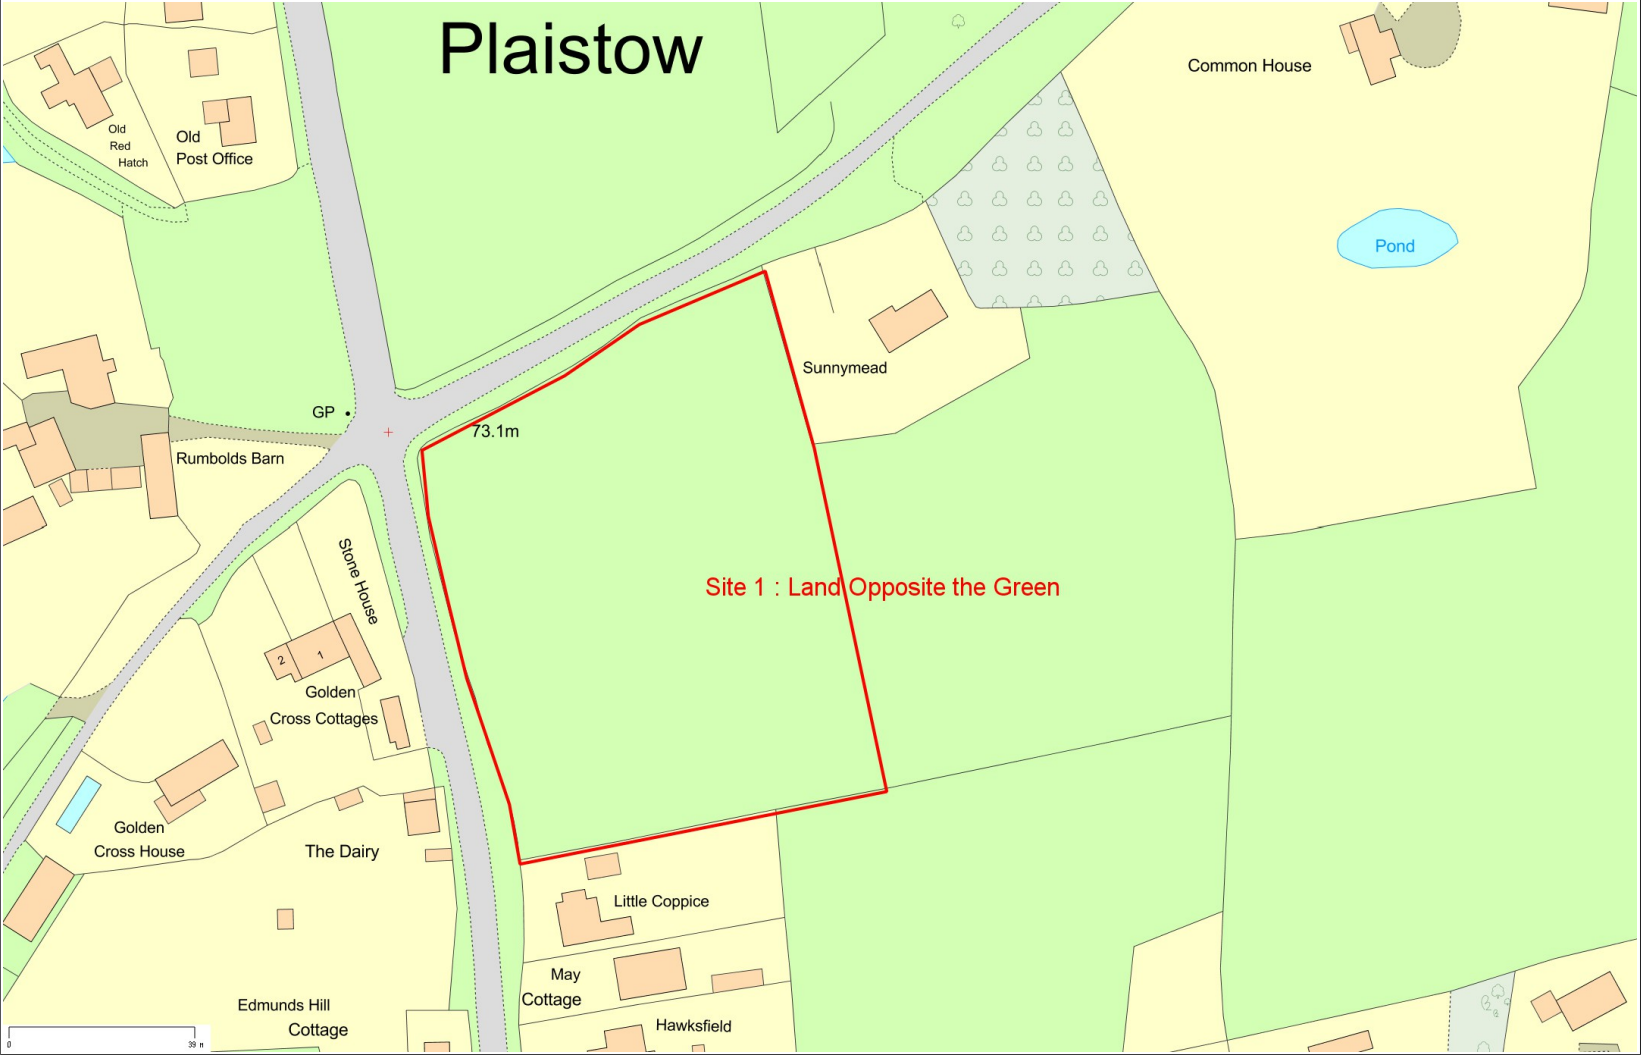 Plaistow
Common House
Old
Red
Hatch
Old
Post Office
Pond
Sunnymead
GP
73.1m
Rumbolds Barn
Stone House
Site 1 : Land Opposite the Green
2
1
Golden
Cross Cottages
Golden
Cross House
The Dairy
Little Coppice
May
Cottage
Edmunds Hill
Cottage
Hawksfield
0
39 m